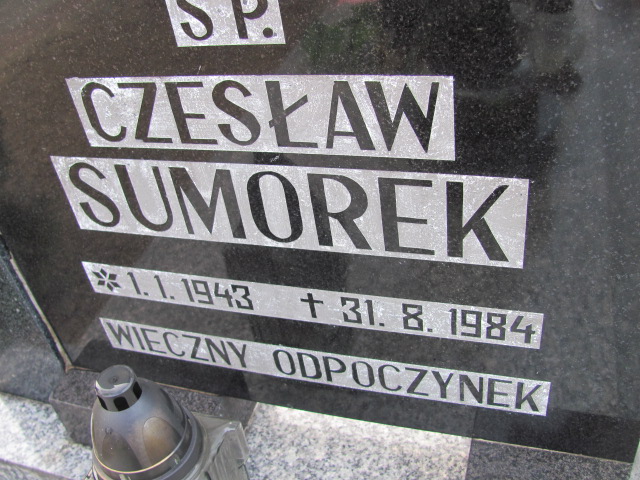 ŚP.
CZESŁAW
SUMOREK
* 1. 1. 1943 † 31. 8. 1984
WIECZNY ODPOCZYNEK